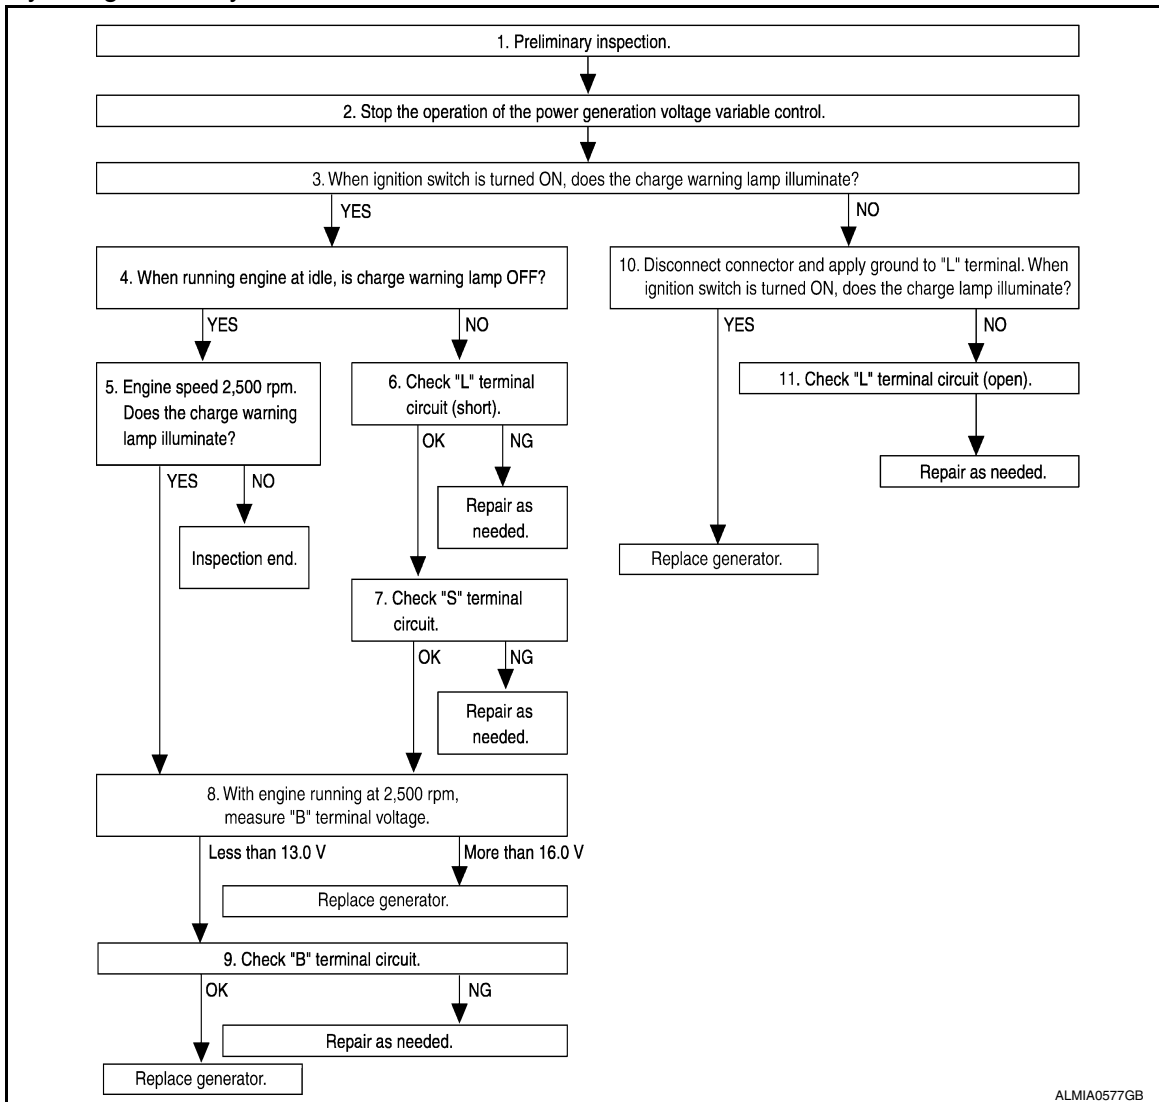 1. Preliminary inspection.
2. Stop the operation of the power generation voltage variable control.
3. When ignition switch is turned ON, does the charge warning lamp illuminate?
YES
NO
4. When running engine at idle, is charge warning lamp OFF?
10. Disconnect connector and apply ground to "L" terminal. When
ignition switch is turned ON, does the charge lamp illuminate?
YES
NO
YES
NO
5. Engine speed 2,500 rpm.
Does the charge warning
lamp illuminate?
6. Check "L" terminal
circuit (short).
11. Check "L" terminal circuit (open).
OK
NG
YES
NO
Repair as needed.
Repair as
needed.
Inspection end.
Replace generator.
7. Check "S" terminal
circuit.
OK
NG
Repair as
needed.
8. With engine running at 2,500 rpm,
measure "B" terminal voltage.
Less than 13.0 V
More than 16.0 V
Replace generator.
9. Check "B" terminal circuit.
OK
NG
Repair as needed.
Replace generator.
ALMIA0577GB